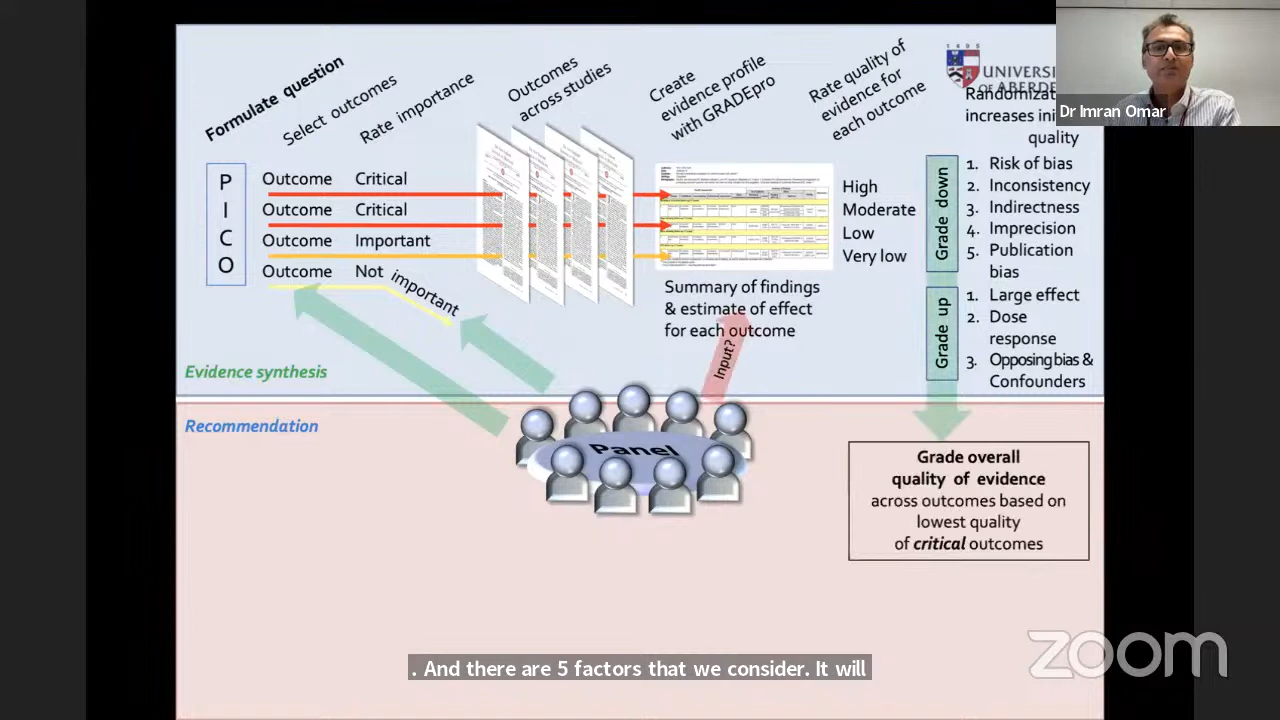 Formulate question
Select outcomes
Rate importance
Outcomes
across studies
Create
evidence profile
with GRADEpro
Rate quality of
evidence for
each outcome
UNIVERSI
OF ABERDE
Dr Imran Omar
Randomizat
increases ini
quality
P
I
C
O
Outcome Critical
Outcome Critical
Outcome Important
Outcome Not important
High
Moderate
Low
Very low
Summary of findings
& estimate of effect
for each outcome
Grade down
1. Risk of bias
2. Inconsistency
3. Indirectness
4. Imprecision
5. Publication
bias
Grade up
1. Large effect
2. Dose
response
3. Opposing bias &
Confounders
Input?
Evidence synthesis
Recommendation
Panel
Grade overall
quality of evidence
across outcomes based on
lowest quality
of critical outcomes
. And there are 5 factors that we consider. It will
zoom